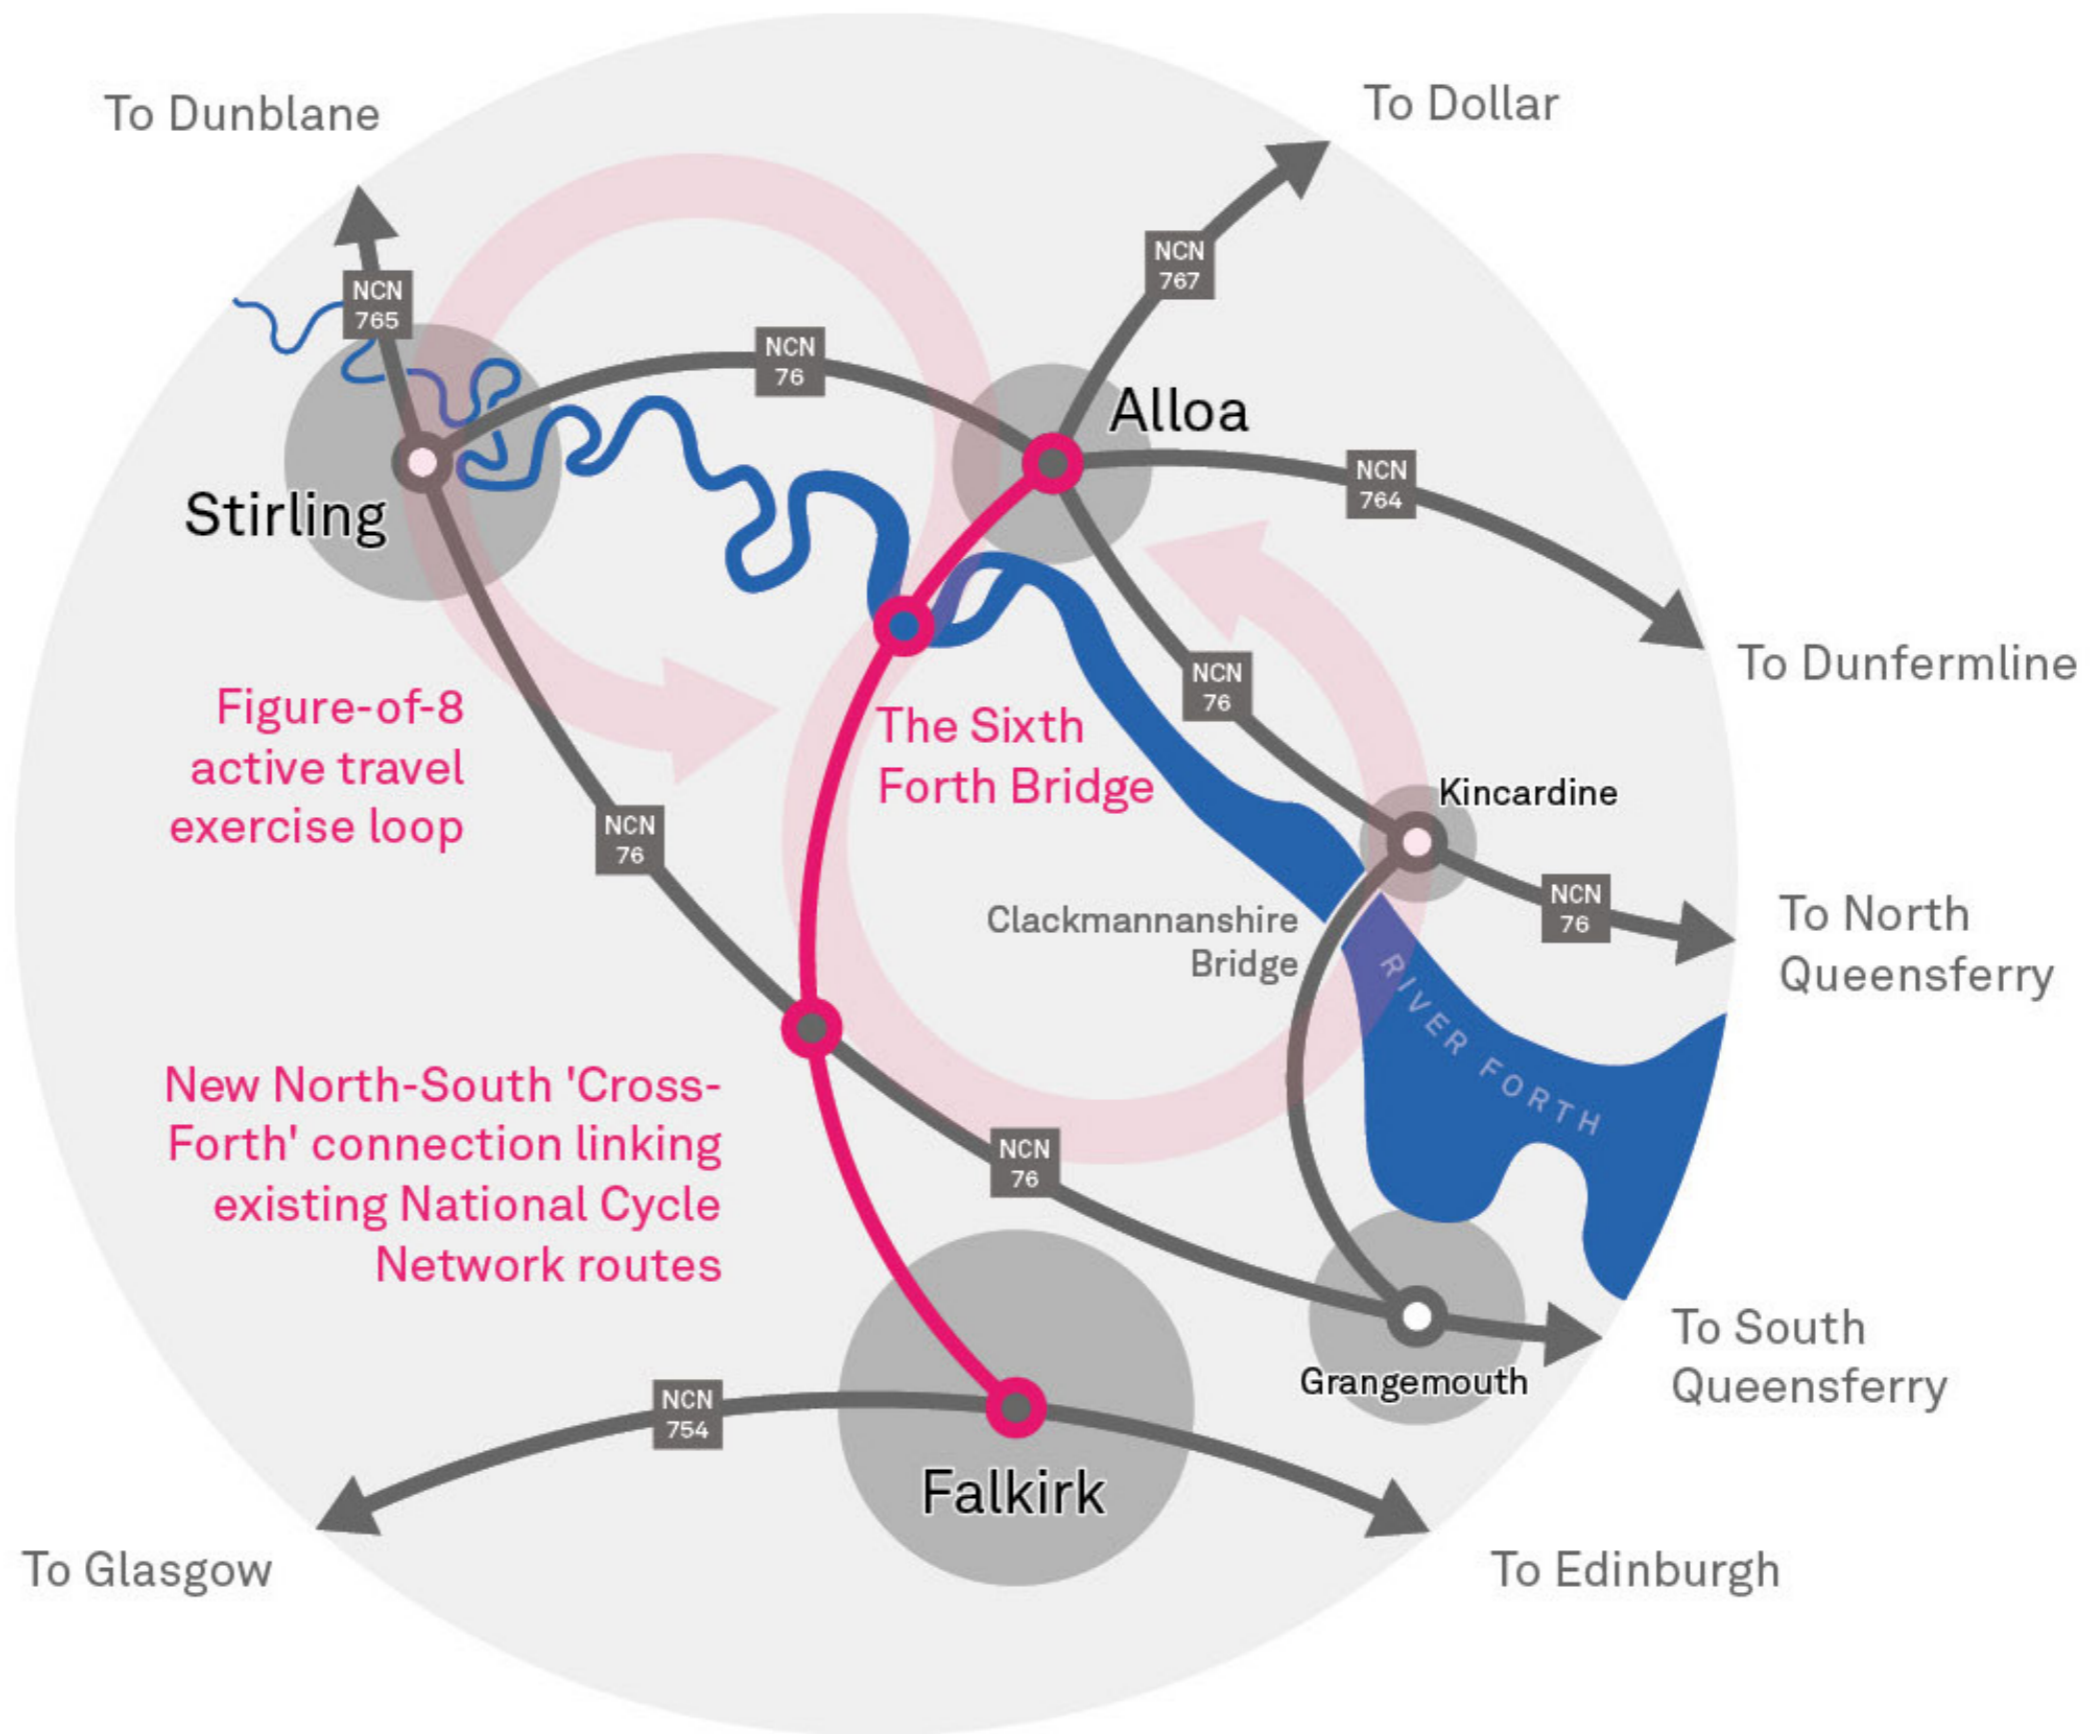 To Dunblane
To Dollar
NCN
767
NCN
765
NCN
76
Alloa
NCN
764
Stirling
To Dunfermline
NCN
76
Figure-of-8
active travel
exercise loop
The Sixth
Forth Bridge
Kincardine
NCN
76
NCN
76
To North
Queensferry
Clackmannanshire
Bridge
RIVER FORTH
New North-South 'Cross-
Forth' connection linking
existing National Cycle
Network routes
NCN
76
To South
Queensferry
Grangemouth
NCN
754
Falkirk
To Glasgow
To Edinburgh